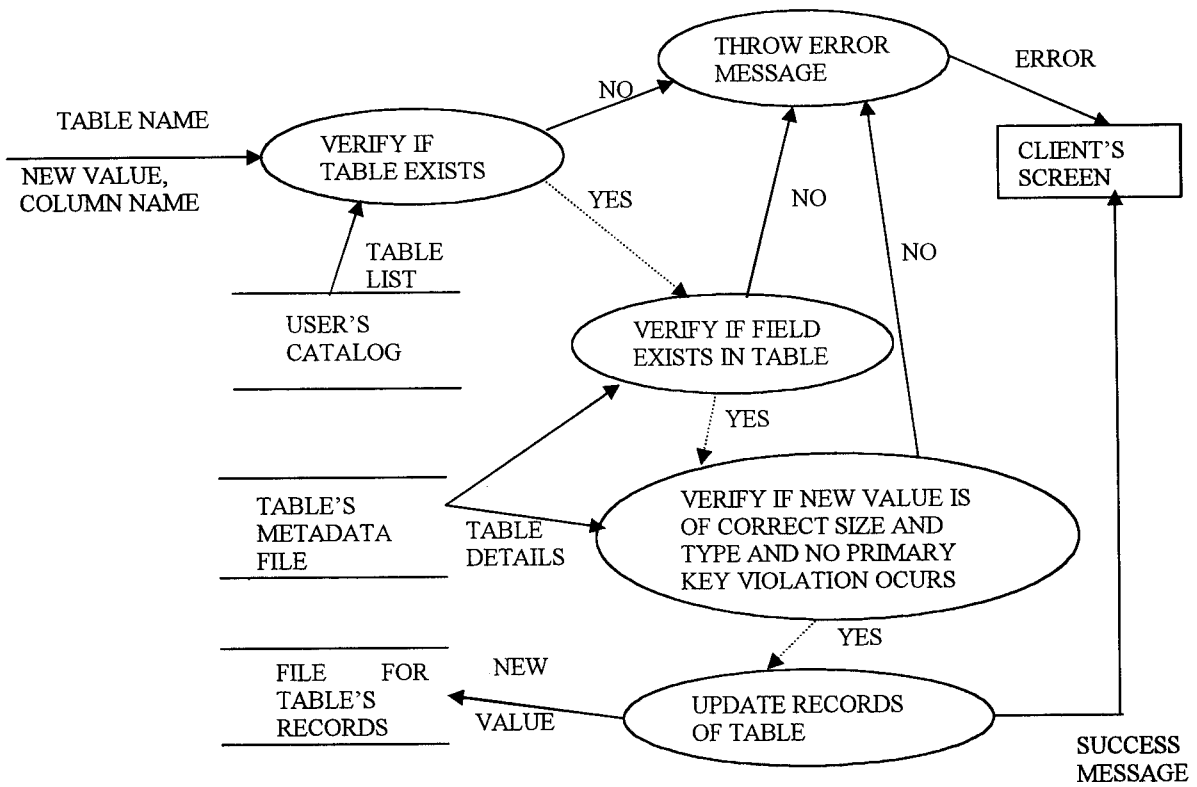 THROW ERROR
MESSAGE
ERROR
NO
TABLE NAME
VERIFY IF
TABLE EXISTS
CLIENT'S
SCREEN
NEW VALUE,
COLUMN NAME
YES
NO
NO
TABLE
LIST
USER'S
CATALOG
VERIFY IF FIELD
EXISTS IN TABLE
YES
TABLE'S
METADATA
FILE
TABLE
DETAILS
VERIFY IF NEW VALUE IS
OF CORRECT SIZE AND
TYPE AND NO PRIMARY
KEY VIOLATION OCURS
YES
FILE FOR
TABLE'S
RECORDS
NEW
VALUE
UPDATE RECORDS
OF TABLE
SUCCESS
MESSAGE